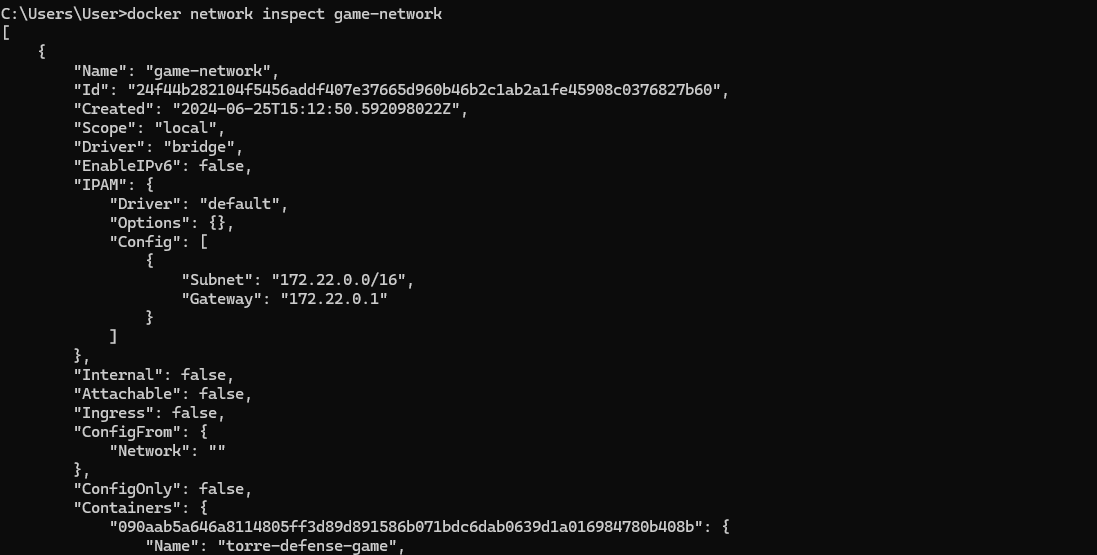 C:\Users\User>docker network inspect game-network
[
    {
        "Name": "game-network",
        "Id": "24f44b282104f5456addf407e37665d960b46b2c1ab2a1fe45908c0376827b60",
        "Created": "2024-06-25T15:12:50.592098022Z",
        "Scope": "local",
        "Driver": "bridge",
        "EnableIPv6": false,
        "IPAM": {
            "Driver": "default",
            "Options": {},
            "Config": [
                {
                    "Subnet": "172.22.0.0/16",
                    "Gateway": "172.22.0.1"
                }
            ]
        },
        "Internal": false,
        "Attachable": false,
        "Ingress": false,
        "ConfigFrom": {
            "Network": ""
        },
        "ConfigOnly": false,
        "Containers": {
            "090aab5a646a8114805ff3d89d891586b071bdc6dab0639d1a016984780b408b": {
                "Name": "torre-defense-game",